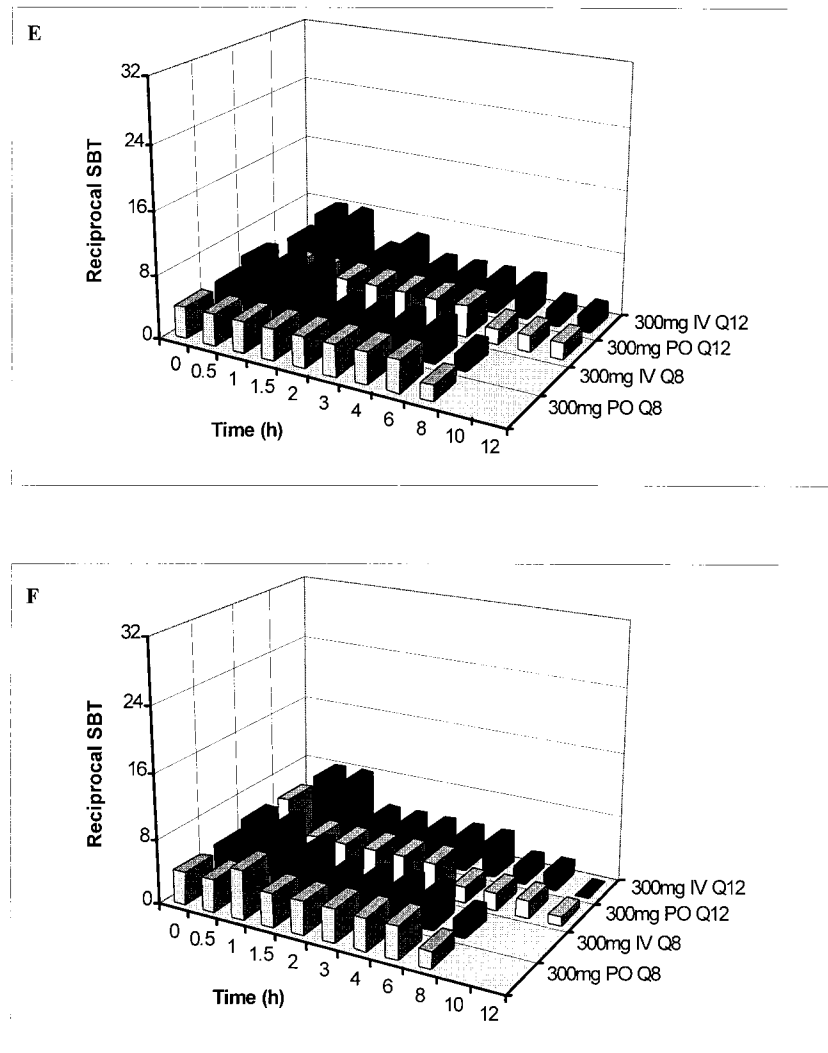 E
32
24
16
8
0
Reciprocal SBT
0 0.5 1 1.5 2 3 4 6 8 10 12
Time (h)
300mg IV Q12
300mg PO Q12
300mg IV Q8
300mg PO Q8
F
32
24
16
8
0
Reciprocal SBT
0 0.5 1 1.5 2 3 4 6 8 10 12
Time (h)
300mg IV Q12
300mg PO Q12
300mg IV Q8
300mg PO Q8